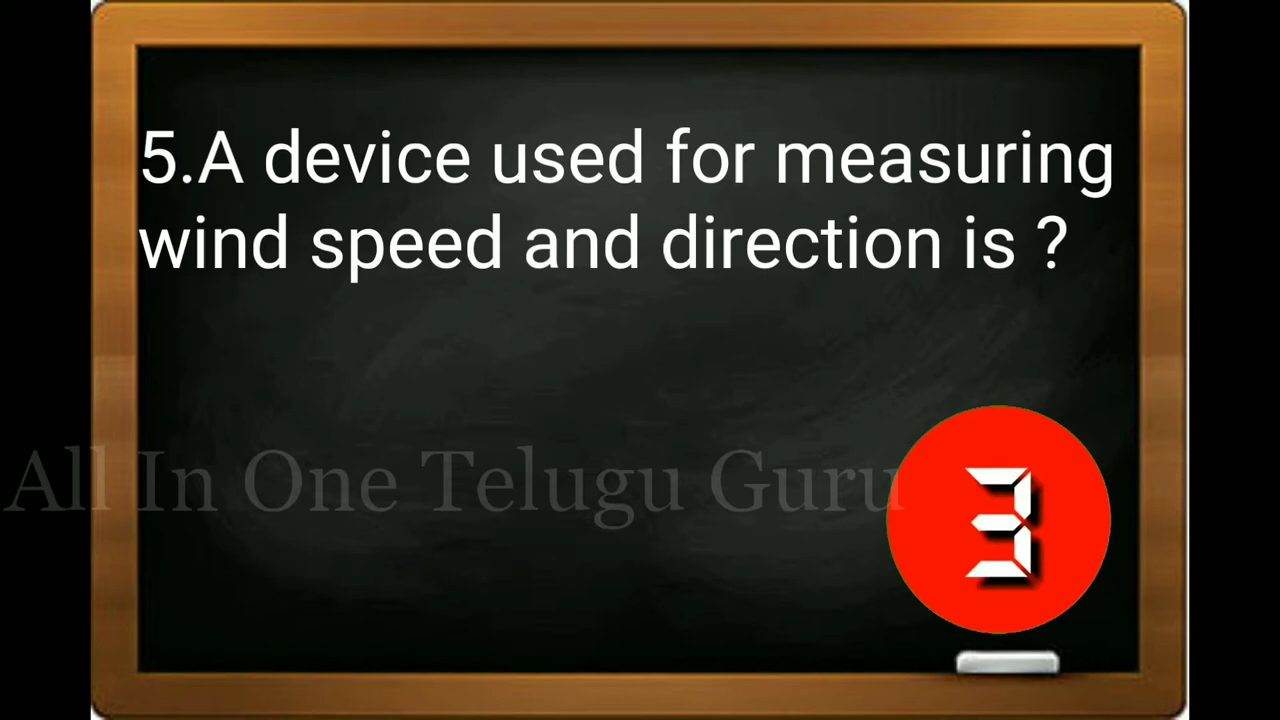 5.A device used for measuring
wind speed and direction is ?
All In One Telugu Guru
3